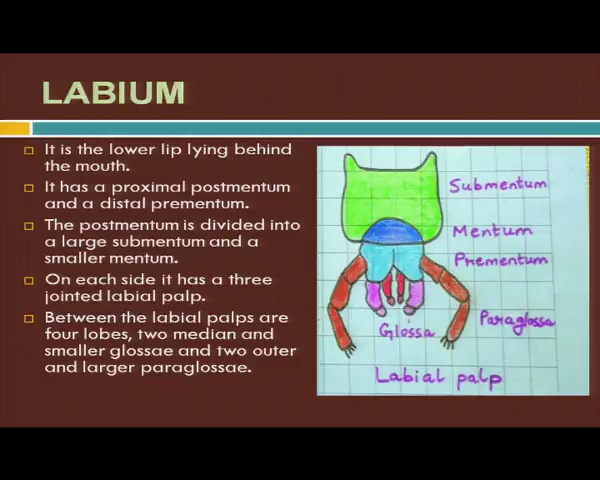 LABIUM
It is the lower lip lying behind
the mouth.
It has a proximal postmentum
and a distal prementum.
The postmentum is divided into
a large submentum and a
smaller mentum.
On each side it has a three
jointed labial palp.
Between the labial palps are
four lobes, two median and
smaller glossae and two outer
and larger paraglossae.
Submentum
Mentum
Prementum
Glossa
Paraglossa
Labial palp